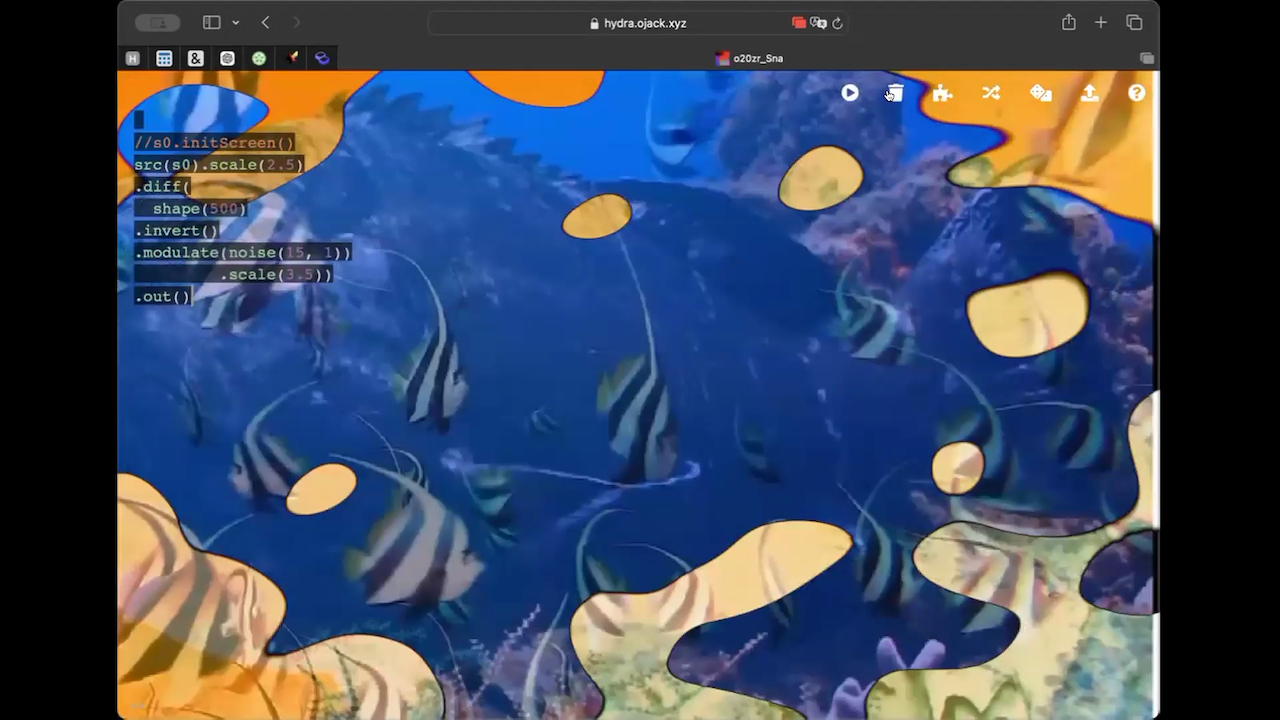 hydra.ojack.xyz
H
&
o20zr_Sna
?
//s0.initScreen()
src(s0).scale(2.5)
.diff(
shape(500)
.invert()
.modulate(noise(15, 1))
.scale(3.5))
.out()